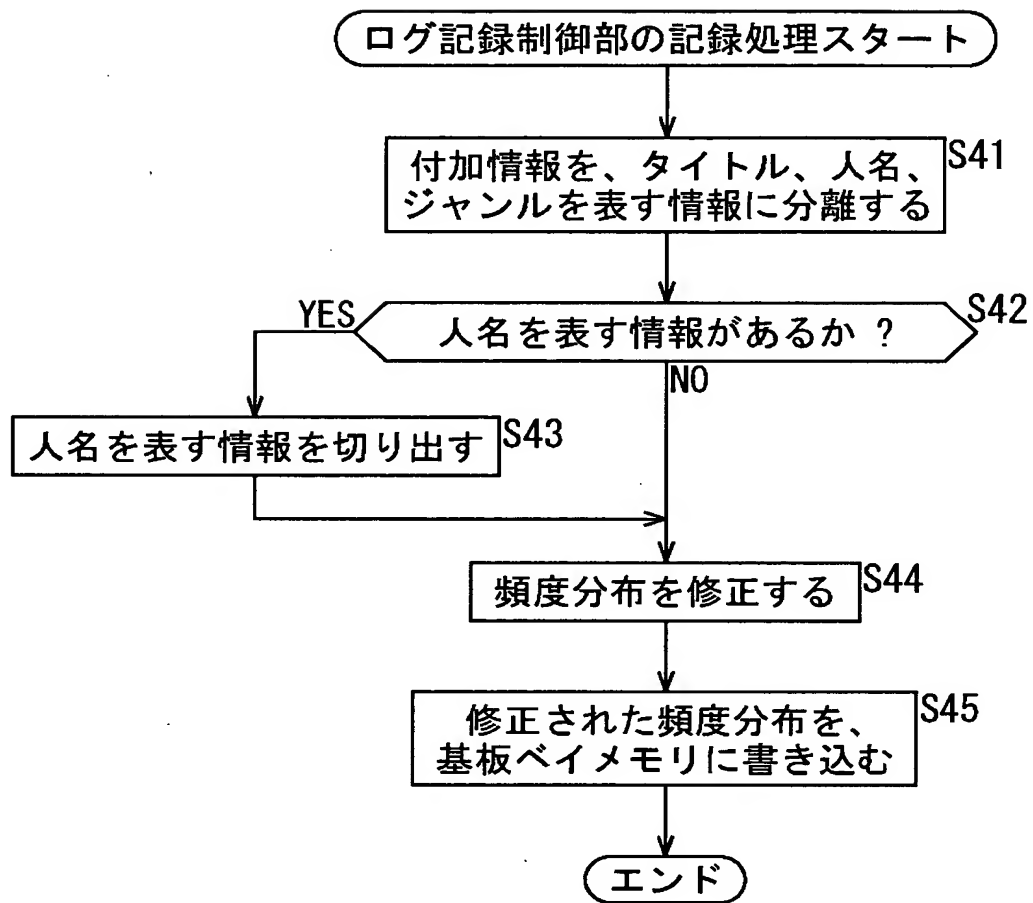 ログ記録制御部の記録処理スタート
付加情報を、タイトル、人名、
ジャンルを表す情報に分離する
S41
人名を表す情報があるか ?
S42
YES
NO
人名を表す情報を切り出す
S43
頻度分布を修正する
S44
修正された頻度分布を、
基板ベイメモリに書き込む
S45
エンド